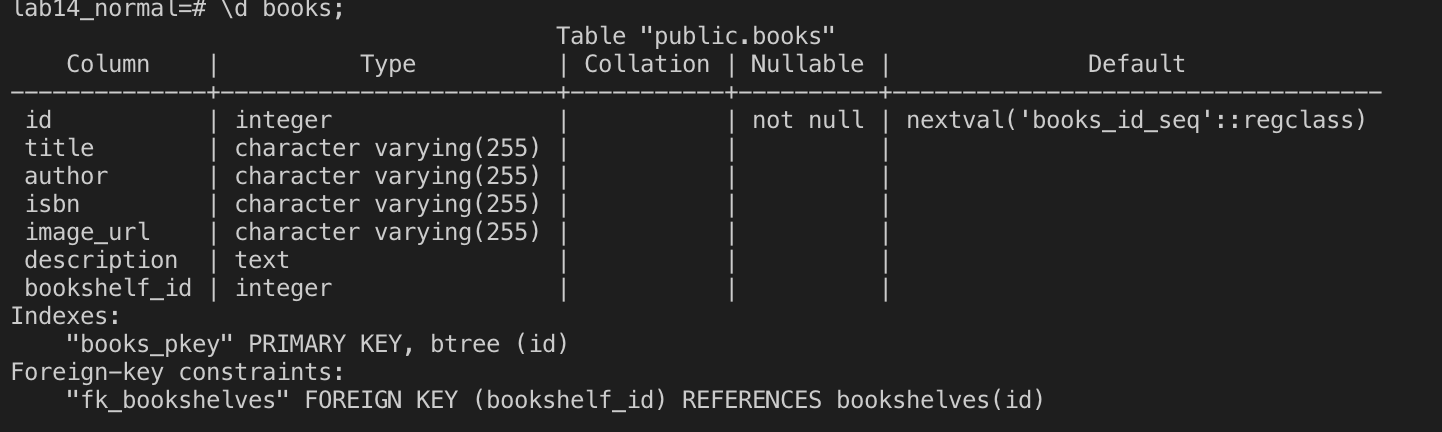 lab14_normal=# \d books;
Table "public.books"
Column | Type | Collation | Nullable | Default
--------------+------------------------+-----------+----------+-----------------------------------
id | integer | | not null | nextval('books_id_seq'::regclass)
title | character varying(255) | | |
author | character varying(255) | | |
isbn | character varying(255) | | |
image_url | character varying(255) | | |
description | text | | |
bookshelf_id | integer | | |
Indexes:
"books_pkey" PRIMARY KEY, btree (id)
Foreign-key constraints:
"fk_bookshelves" FOREIGN KEY (bookshelf_id) REFERENCES bookshelves(id)